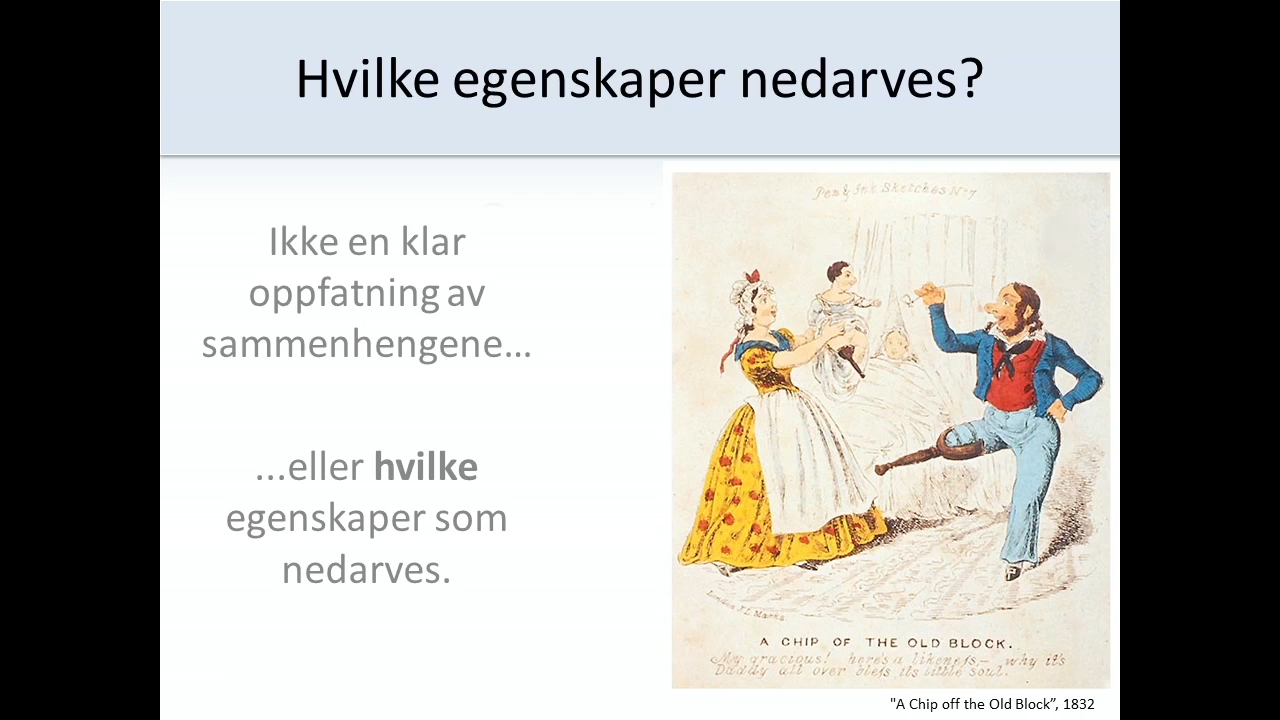 Hvilke egenskaper nedarves?
Ikke en klar
oppfatning av
sammenhengene...
...eller hvilke
egenskaper som
nedarves.
Pen & Ink Sketches No 7
London J L Marks
A CHIP OF THE OLD BLOCK.
My gracious! here's a likeness,- why it's
Daddy all over bless its little soul.
"A Chip off the Old Block”, 1832